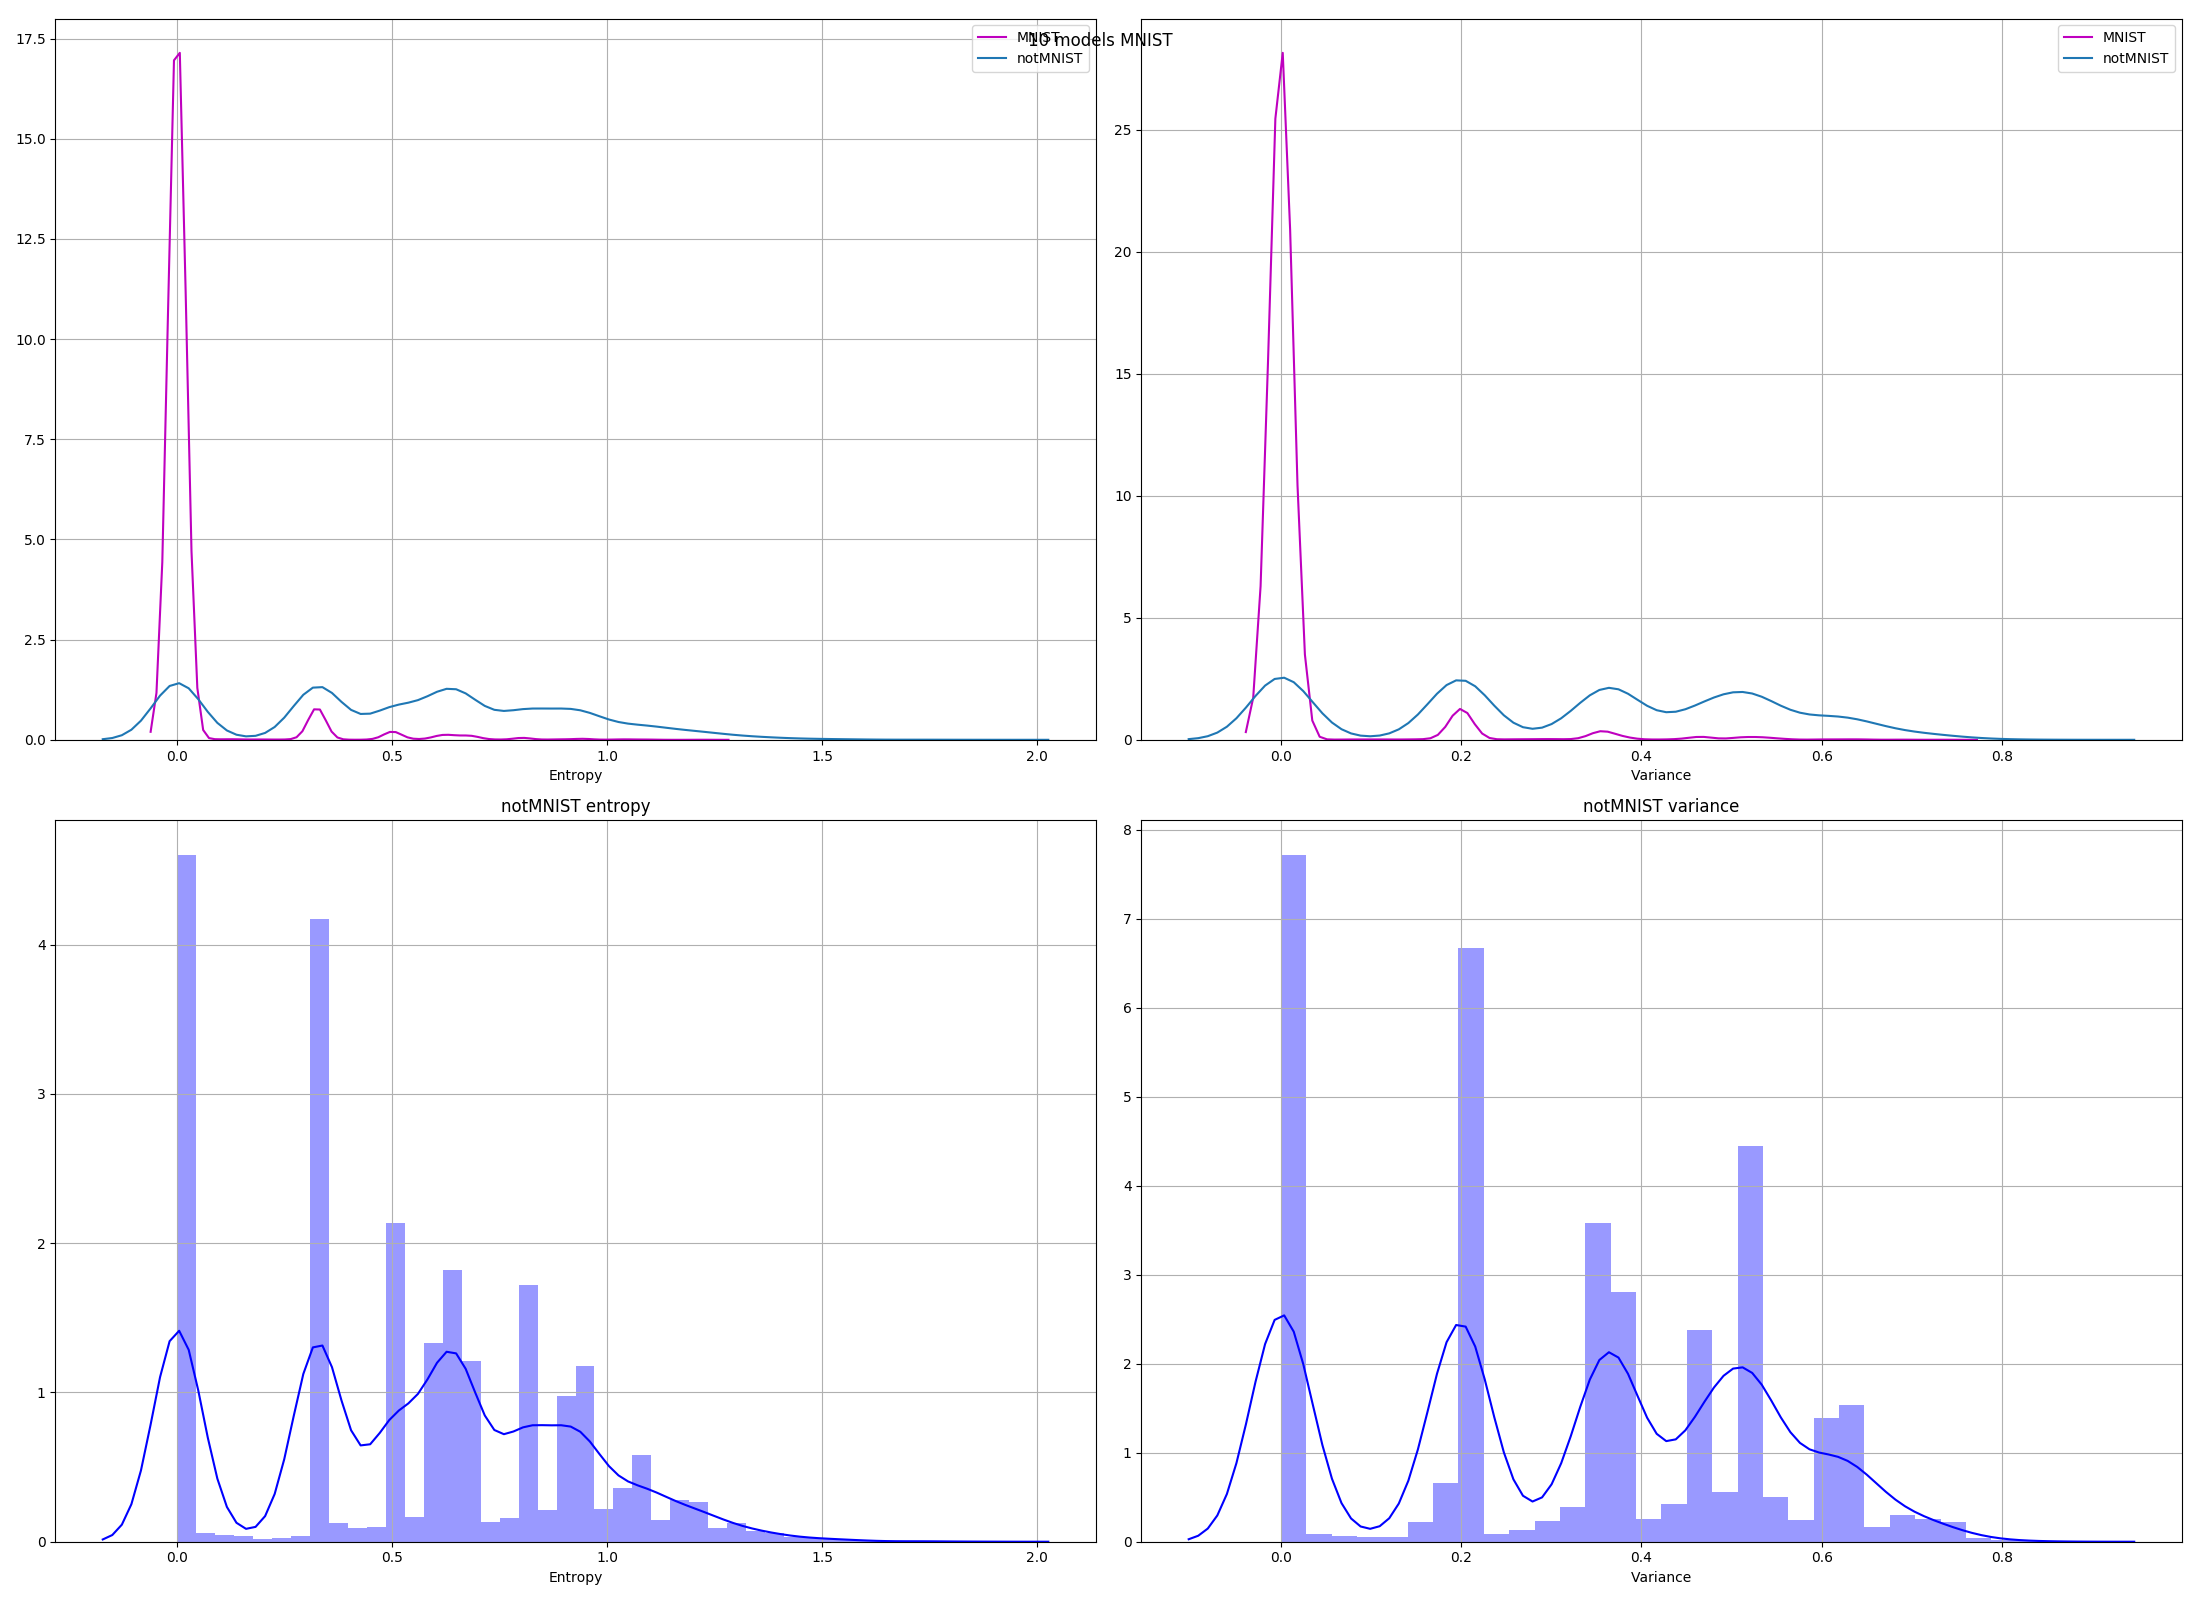 10 models MNIST
17.5
15.0
12.5
10.0
7.5
5.0
2.5
0.0
MNIST
notMNIST
0.0 0.5 1.0 1.5 2.0
Entropy
25
20
15
10
5
0
MNIST
notMNIST
0.0 0.2 0.4 0.6 0.8
Variance
notMNIST entropy
4
3
2
1
0
0.0 0.5 1.0 1.5 2.0
Entropy
notMNIST variance
8
7
6
5
4
3
2
1
0
0.0 0.2 0.4 0.6 0.8
Variance